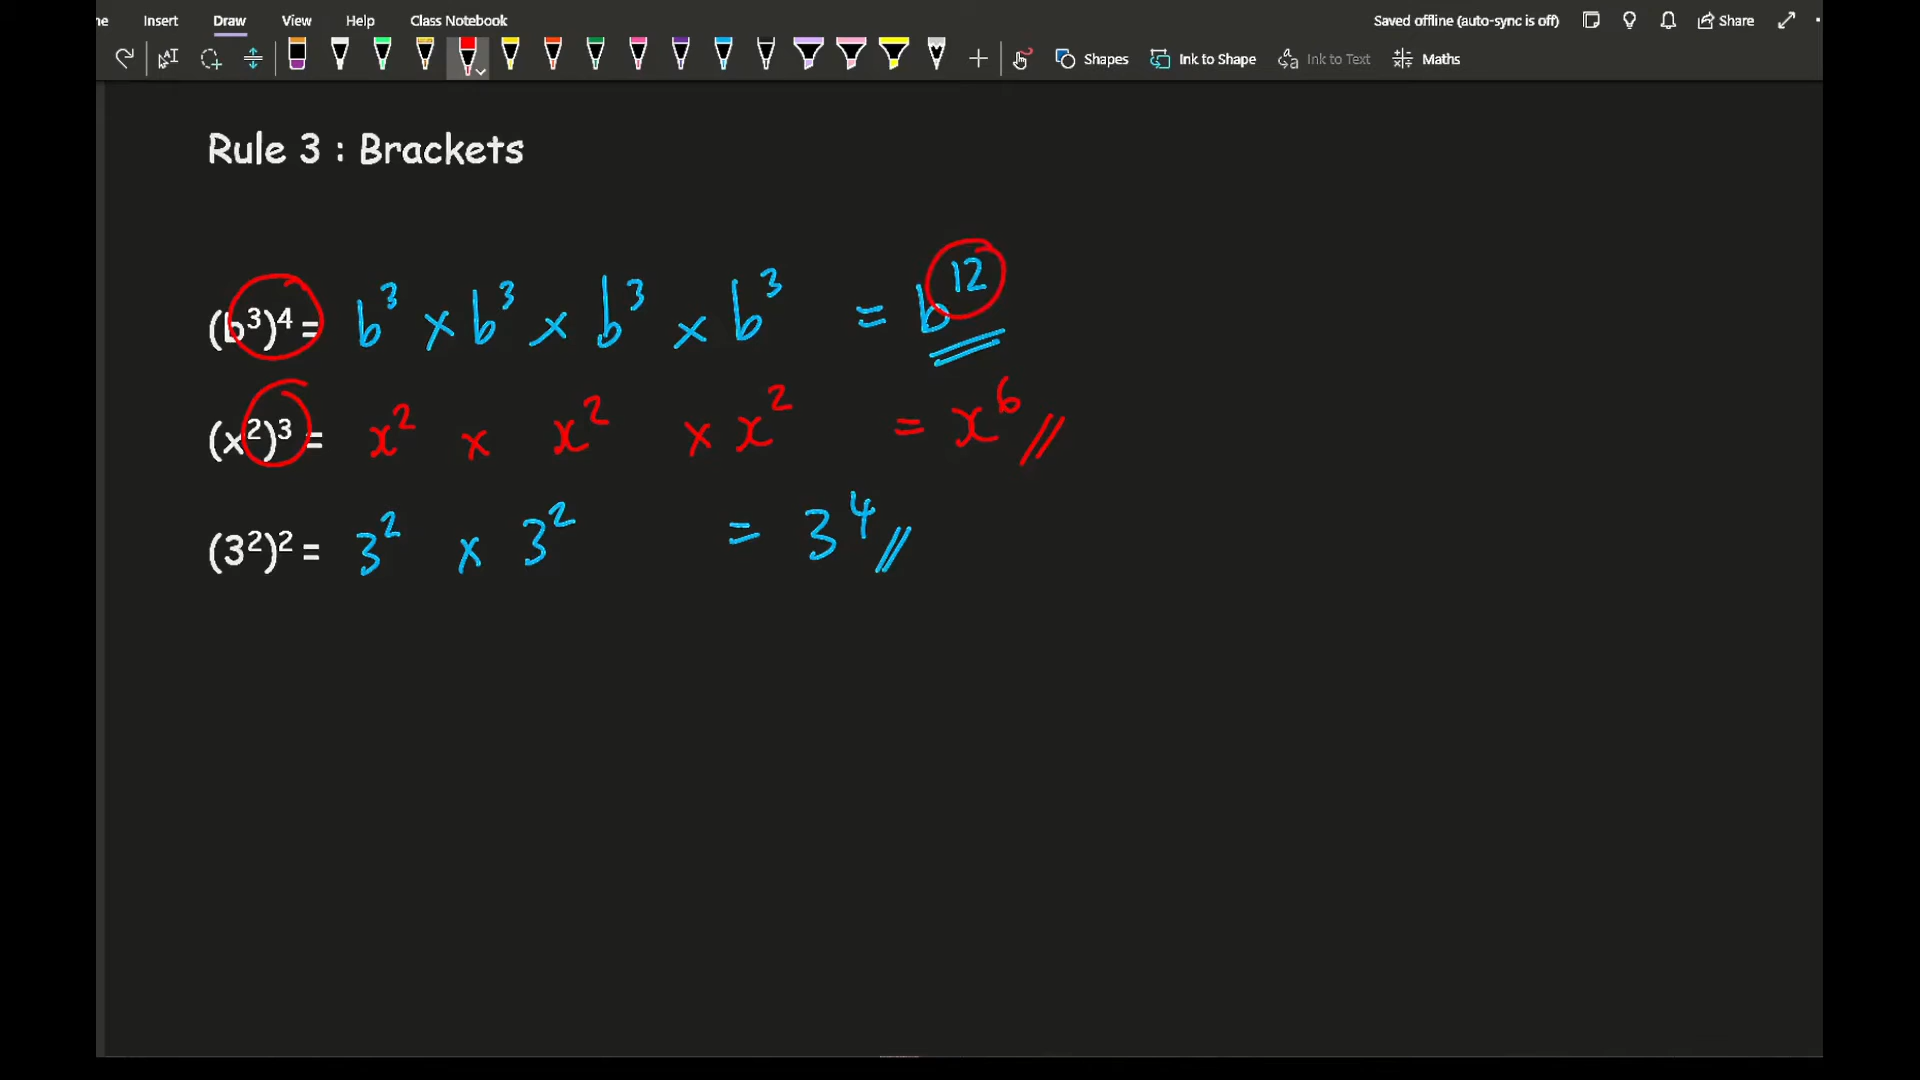 ne Insert Draw View Help Class Notebook Saved offline (auto-sync is off) Share
Shapes Ink to Shape Ink to Text Maths
Rule 3 : Brackets
(b³)⁴ = b³ × b³ × b³ × b³ = b¹²
(x²)³ = x² × x² × x² = x⁶
(3²)² = 3² × 3² = 3⁴